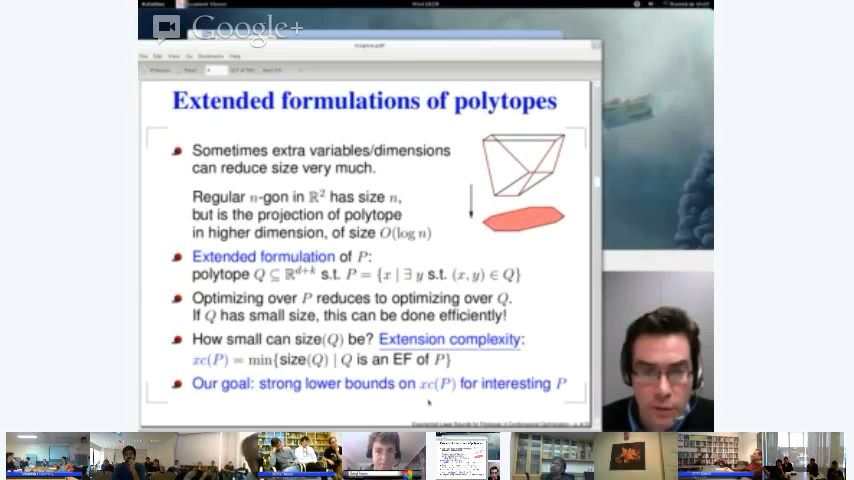 Google+
Extended formulations of polytopes
Sometimes extra variables/dimensions
can reduce size very much.
Regular n-gon in ℝ² has size n,
but is the projection of polytope
in higher dimension, of size O(log n)
Extended formulation of P:
polytope Q ⊆ ℝᵈ⁺ᵏ s.t. P = {x | ∃ y s.t. (x, y) ∈ Q}
Optimizing over P reduces to optimizing over Q.
If Q has small size, this can be done efficiently!
How small can size(Q) be? Extension complexity:
xc(P) = min{size(Q) | Q is an EF of P}
Our goal: strong lower bounds on xc(P) for interesting P